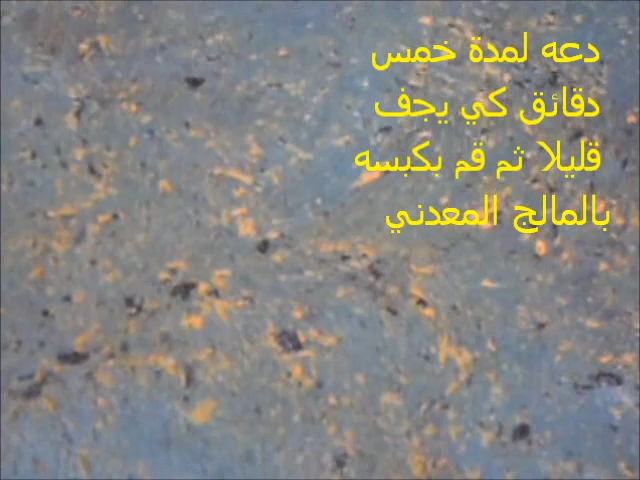 دعه لمدة خمس
دقائق كي يجف
قليلا ثم قم بكبسه
بالمالج المعدني